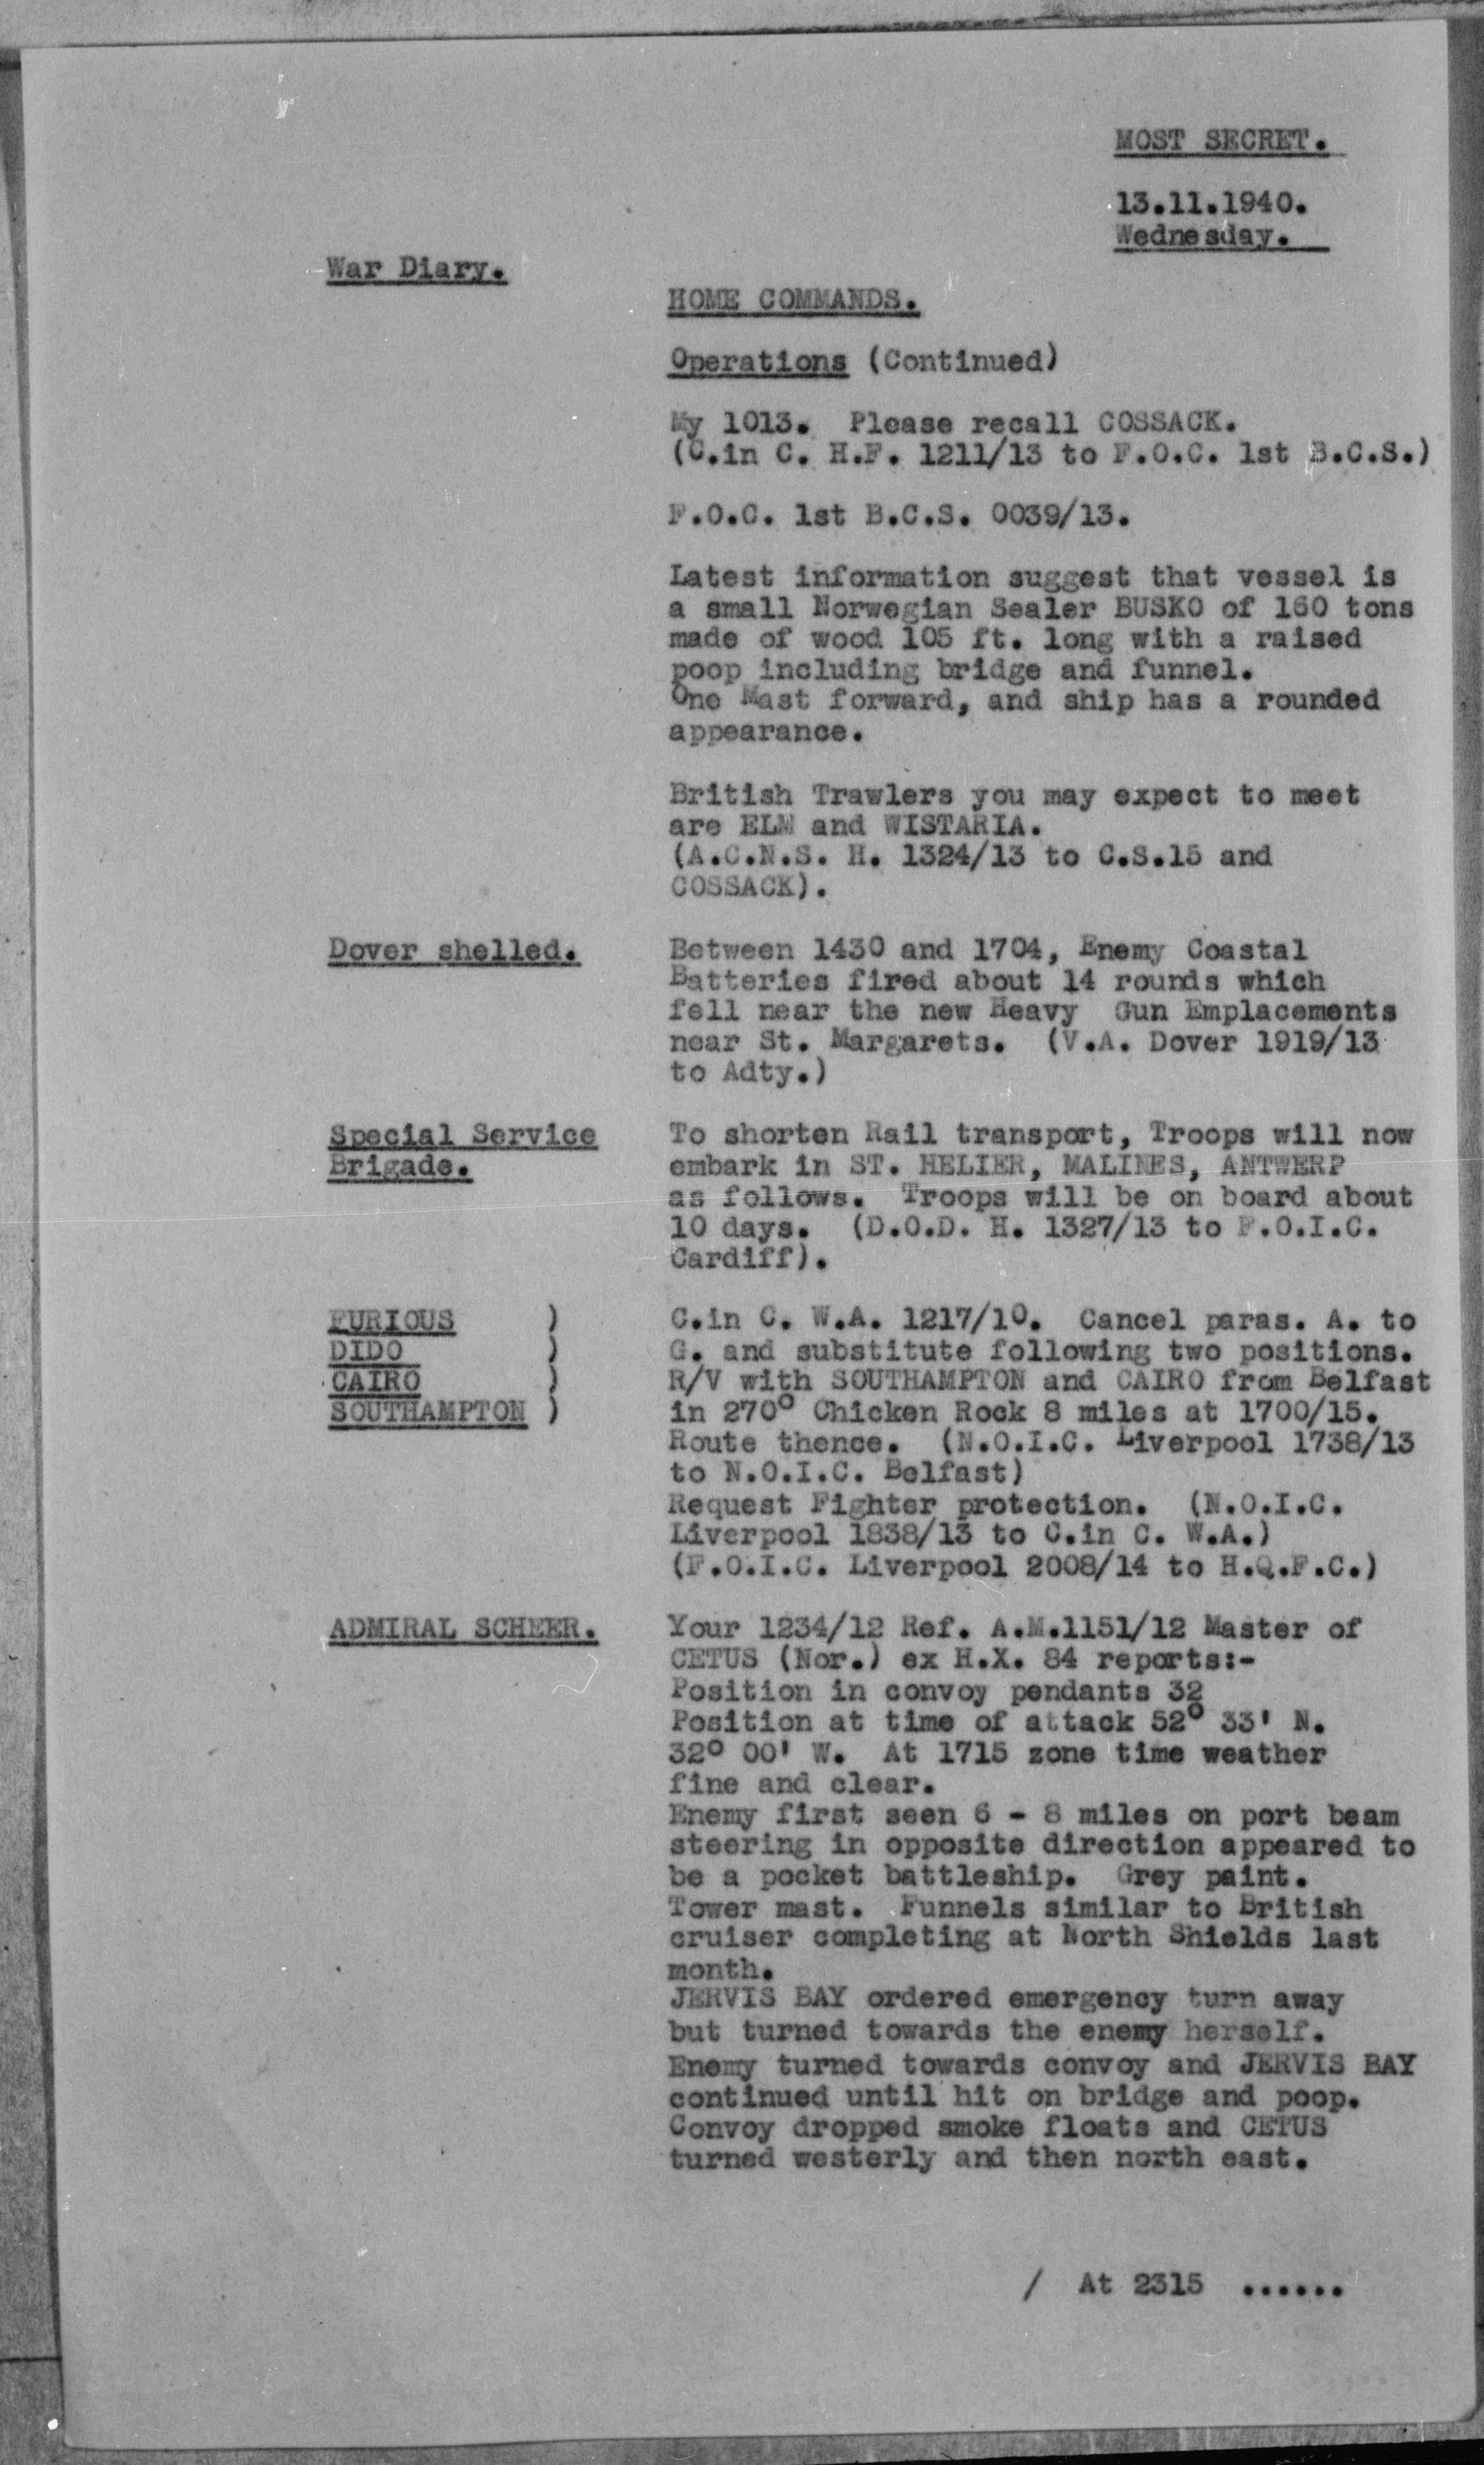 MOST SECRET.
13.11.1940.
Wednesday.
War Diary.
HOME COMMANDS.
Operations (Continued)
My 1013. Please recall COSSACK.
(C.in C. H.F. 1211/13 to F.O.C. 1st B.C.S.)
F.O.C. 1st B.C.S. 0039/13.
Latest information suggest that vessel is
a small Norwegian Sealer BUSKO of 160 tons
made of wood 105 ft. long with a raised
poop including bridge and funnel.
One Mast forward, and ship has a rounded
appearance.
British Trawlers you may expect to meet
are ELM and WISTARIA.
(A.C.N.S. H. 1324/13 to C.S.15 and
COSSACK).
Dover shelled.
Between 1430 and 1704, Enemy Coastal
Batteries fired about 14 rounds which
fell near the new Heavy Gun Emplacements
near St. Margarets. (V.A. Dover 1919/13
to Adty.)
Special Service
Brigade.
To shorten Rail transport, Troops will now
embark in ST. HELIER, MALINES, ANTWERP
as follows. Troops will be on board about
10 days. (D.O.D. H. 1327/13 to F.O.I.C.
Cardiff).
FURIOUS )
DIDO )
CAIRO )
SOUTHAMPTON )
C.in C. W.A. 1217/10. Cancel paras. A. to
G. and substitute following two positions.
R/V with SOUTHAMPTON and CAIRO from Belfast
in 270° Chicken Rock 8 miles at 1700/15.
Route thence. (N.O.I.C. Liverpool 1738/13
to N.O.I.C. Belfast)
Request Fighter protection. (N.O.I.C.
Liverpool 1838/13 to C.in C. W.A.)
(F.O.I.C. Liverpool 2008/14 to H.Q.F.C.)
ADMIRAL SCHEER.
Your 1234/12 Ref. A.M.1151/12 Master of
CETUS (Nor.) ex H.X. 84 reports:-
Position in convoy pendants 32
Position at time of attack 52° 33' N.
32° 00' W. At 1715 zone time weather
fine and clear.
Enemy first seen 6 - 8 miles on port beam
steering in opposite direction appeared to
be a pocket battleship. Grey paint.
Tower mast. Funnels similar to British
cruiser completing at North Shields last
month.
JERVIS BAY ordered emergency turn away
but turned towards the enemy herself.
Enemy turned towards convoy and JERVIS BAY
continued until hit on bridge and poop.
Convoy dropped smoke floats and CETUS
turned westerly and then north east.
/ At 2315 ......